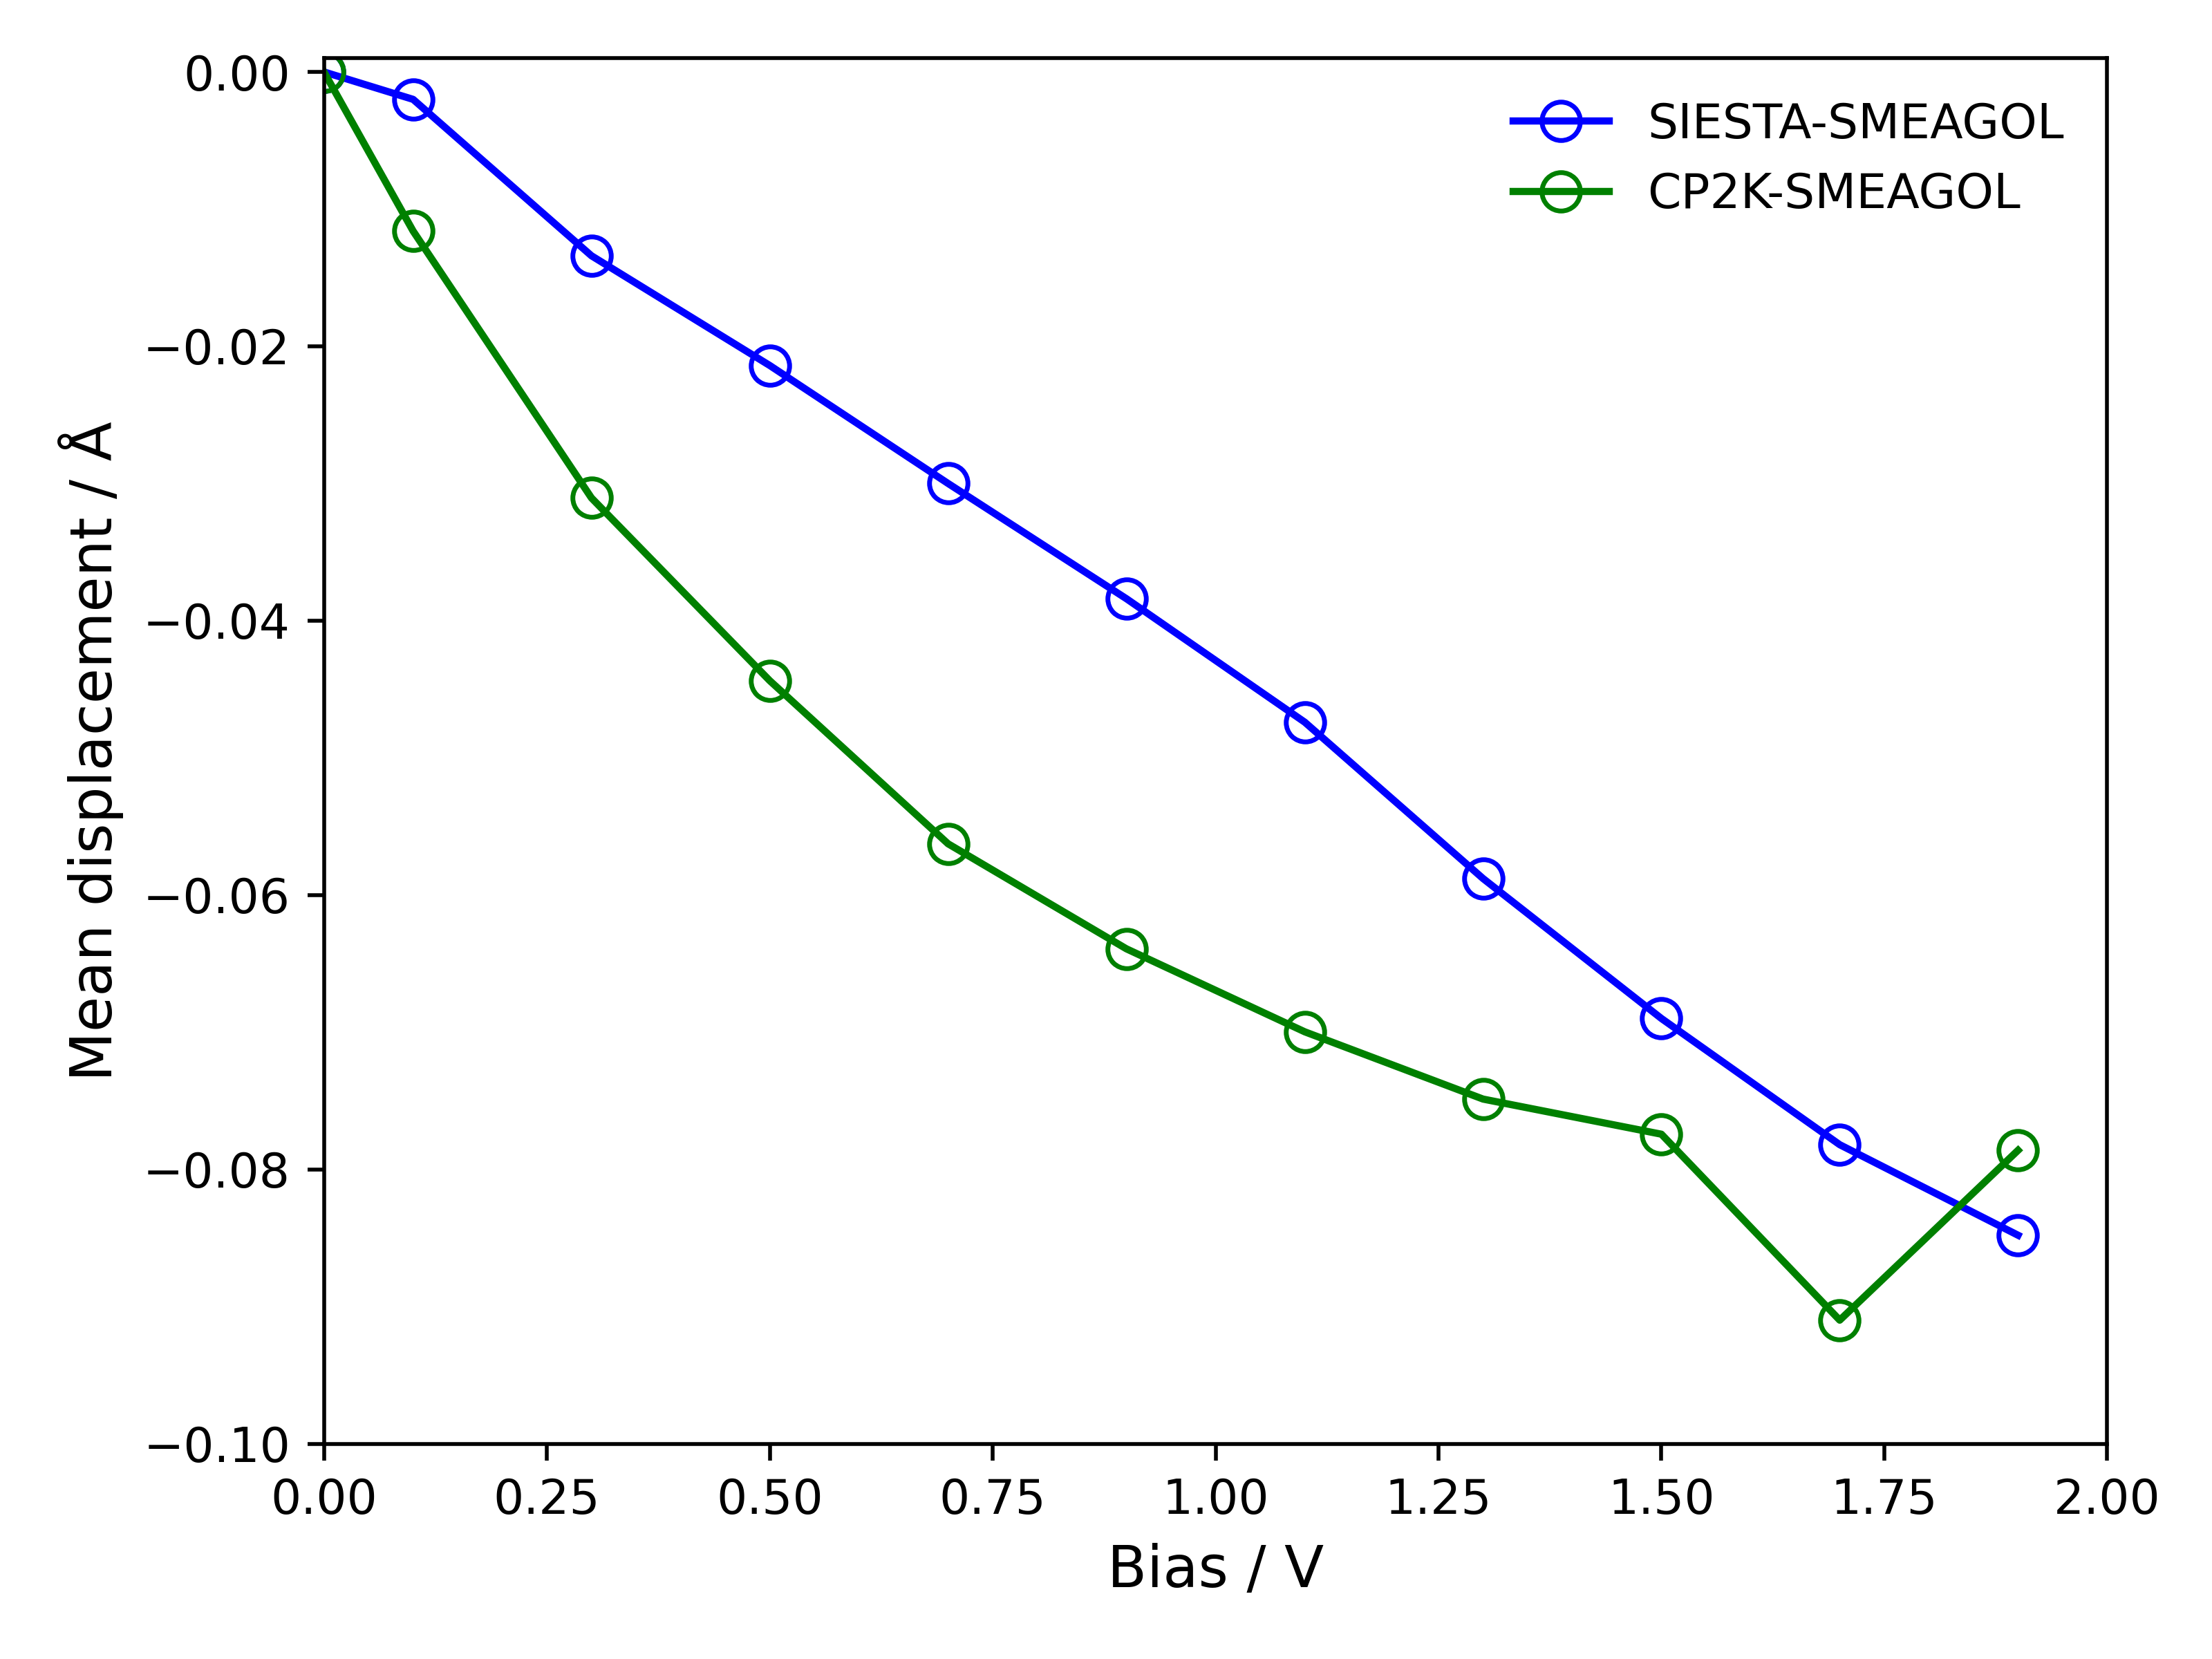 SIESTA-SMEAGOL
CP2K-SMEAGOL
Mean displacement / Å
0.00
−0.02
−0.04
−0.06
−0.08
−0.10
0.00 0.25 0.50 0.75 1.00 1.25 1.50 1.75 2.00
Bias / V